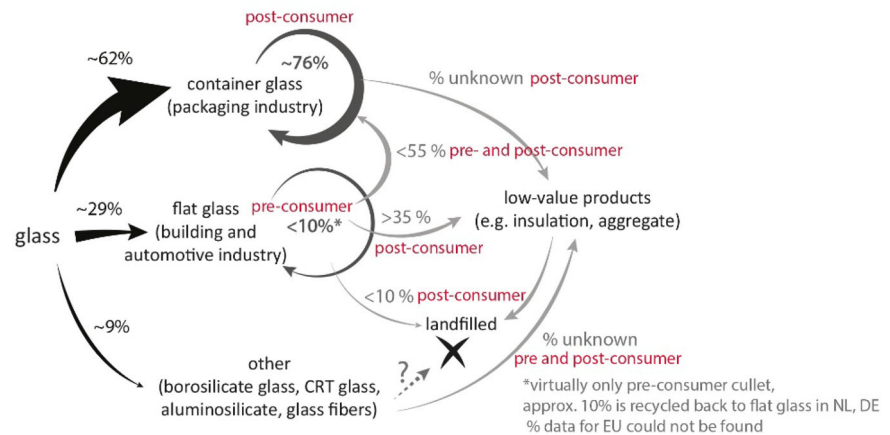 post-consumer
~62%
~76%
container glass
(packaging industry)
% unknown post-consumer
<55 % pre- and post-consumer
~29%
glass
flat glass
(building and
automotive industry)
pre-consumer
<10%*
>35 %
post-consumer
low-value products
(e.g. insulation, aggregate)
<10 % post-consumer
landfilled
~9%
other
(borosilicate glass, CRT glass,
aluminosilicate, glass fibers)
?
% unknown
pre and post-consumer
*virtually only pre-consumer cullet,
approx. 10% is recycled back to flat glass in NL, DE
% data for EU could not be found